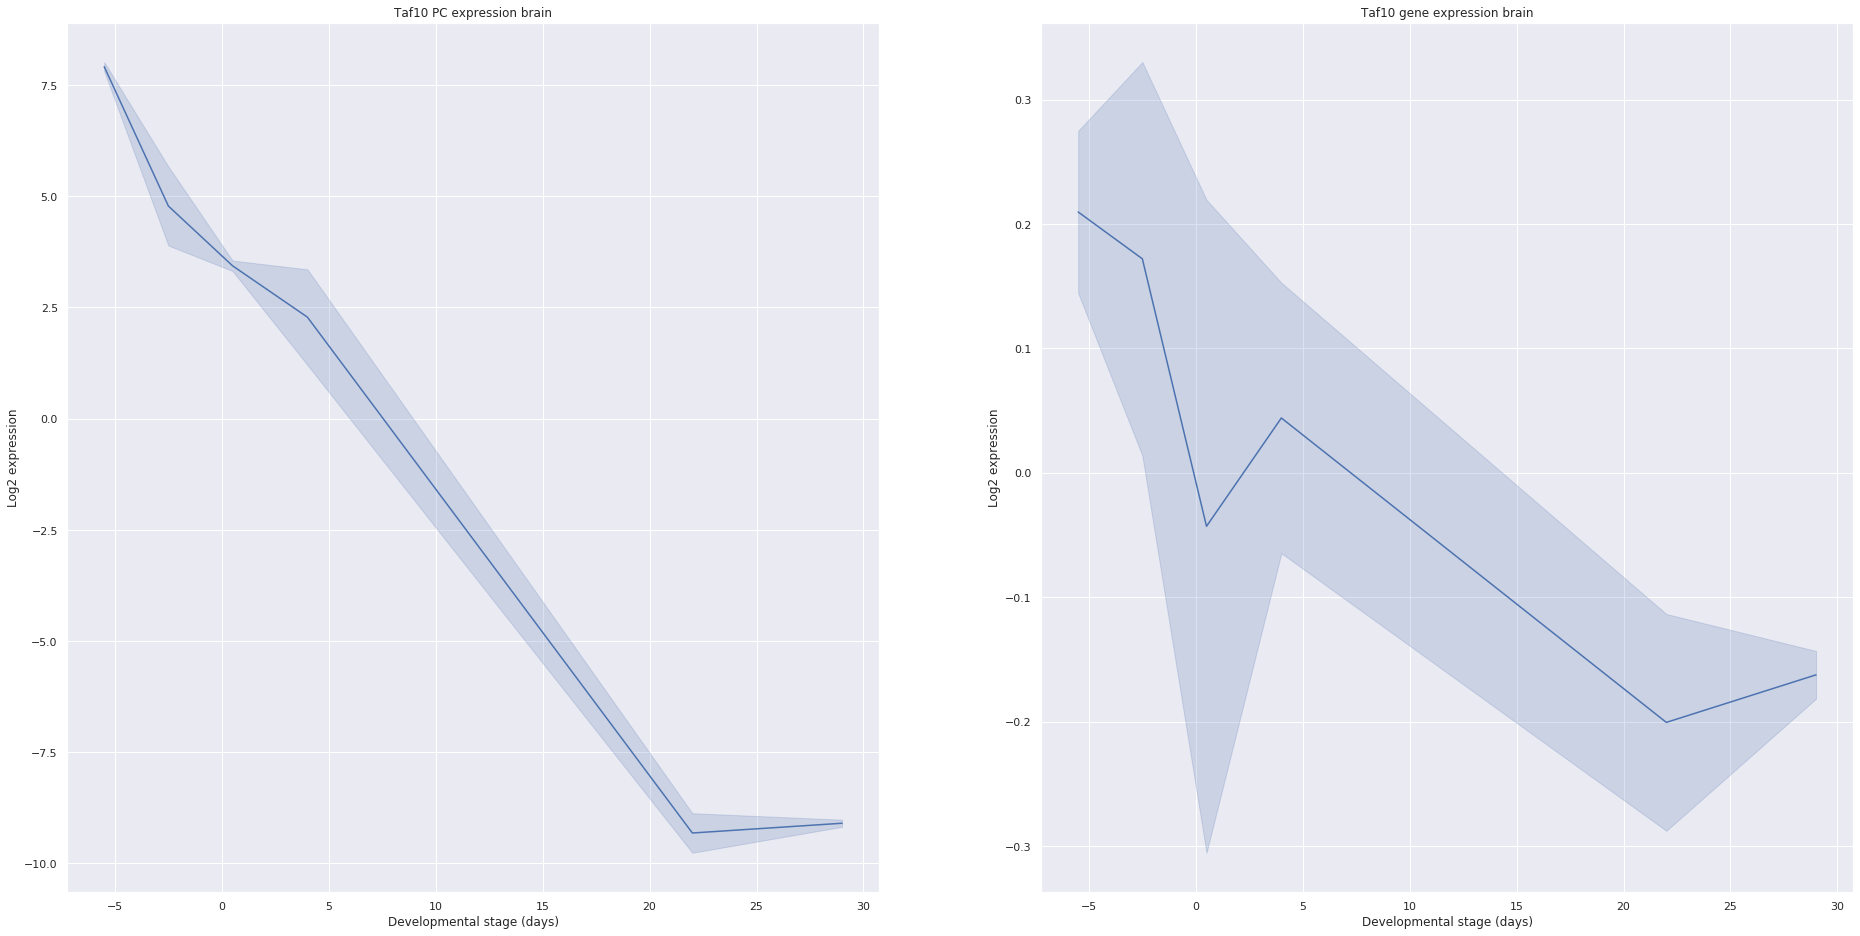 Taf10 PC expression brain
7.5
5.0
2.5
0.0
−2.5
−5.0
−7.5
−10.0
Log2 expression
−5 0 5 10 15 20 25 30
Developmental stage (days)
Taf10 gene expression brain
0.3
0.2
0.1
0.0
−0.1
−0.2
−0.3
Log2 expression
−5 0 5 10 15 20 25 30
Developmental stage (days)